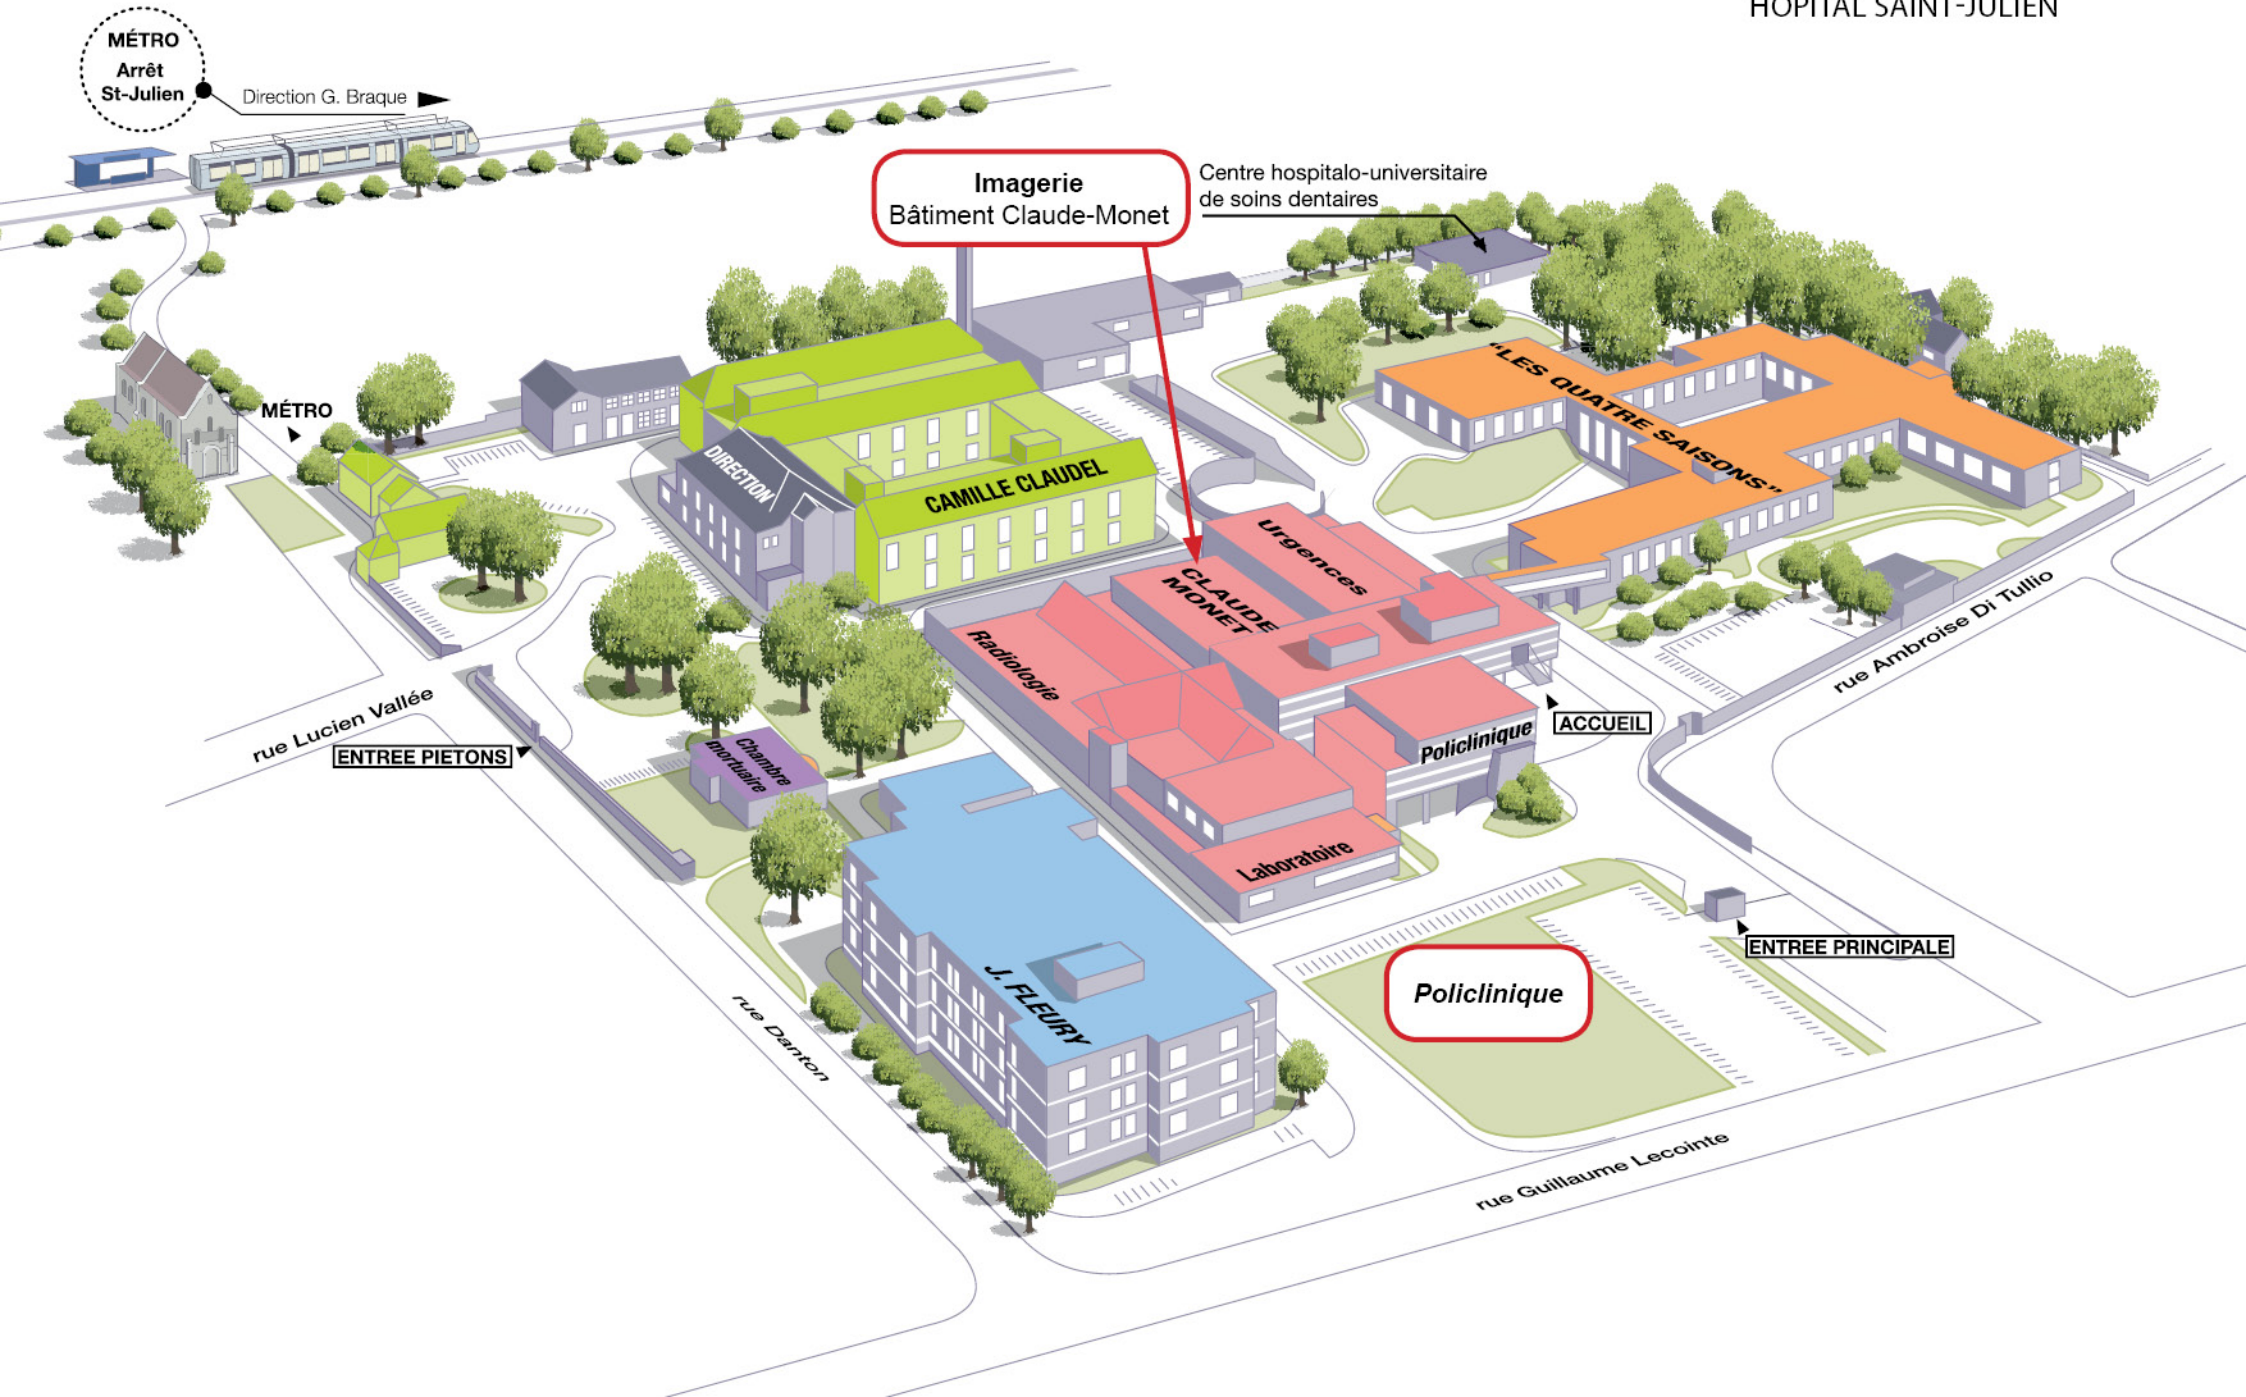 HÔPITAL SAINT-JULIEN
MÉTRO
Arrêt
St-Julien
Direction G. Braque
Imagerie
Bâtiment Claude-Monet
Centre hospitalo-universitaire
de soins dentaires
MÉTRO
DIRECTION
CAMILLE CLAUDEL
“LES QUATRE SAISONS”
Urgences
CLAUDE
MONET
Radiologie
rue Ambroise Di Tullio
rue Lucien Vallée
ENTREE PIETONS
Chambre
mortuaire
ACCUEIL
Policlinique
Laboratoire
ENTREE PRINCIPALE
Policlinique
J. FLEURY
rue Danton
rue Guillaume Lecointe